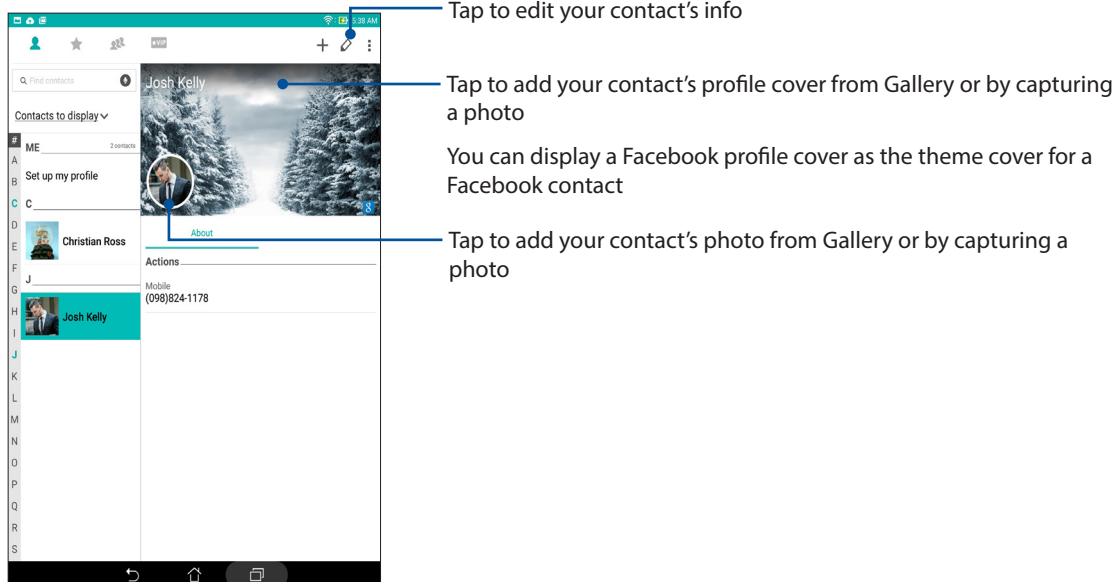 5:38 AM
Tap to edit your contact's info
VIP
Find contacts
Josh Kelly
Tap to add your contact's profile cover from Gallery or by capturing
a photo
Contacts to display
You can display a Facebook profile cover as the theme cover for a
Facebook contact
#
ME
2 contacts
A
B
Set up my profile
C
C
D
About
Tap to add your contact's photo from Gallery or by capturing a
photo
E
Christian Ross
Actions
F
J
G
Mobile
(098)824-1178
H
Josh Kelly
I
J
K
L
M
N
O
P
Q
R
S
8